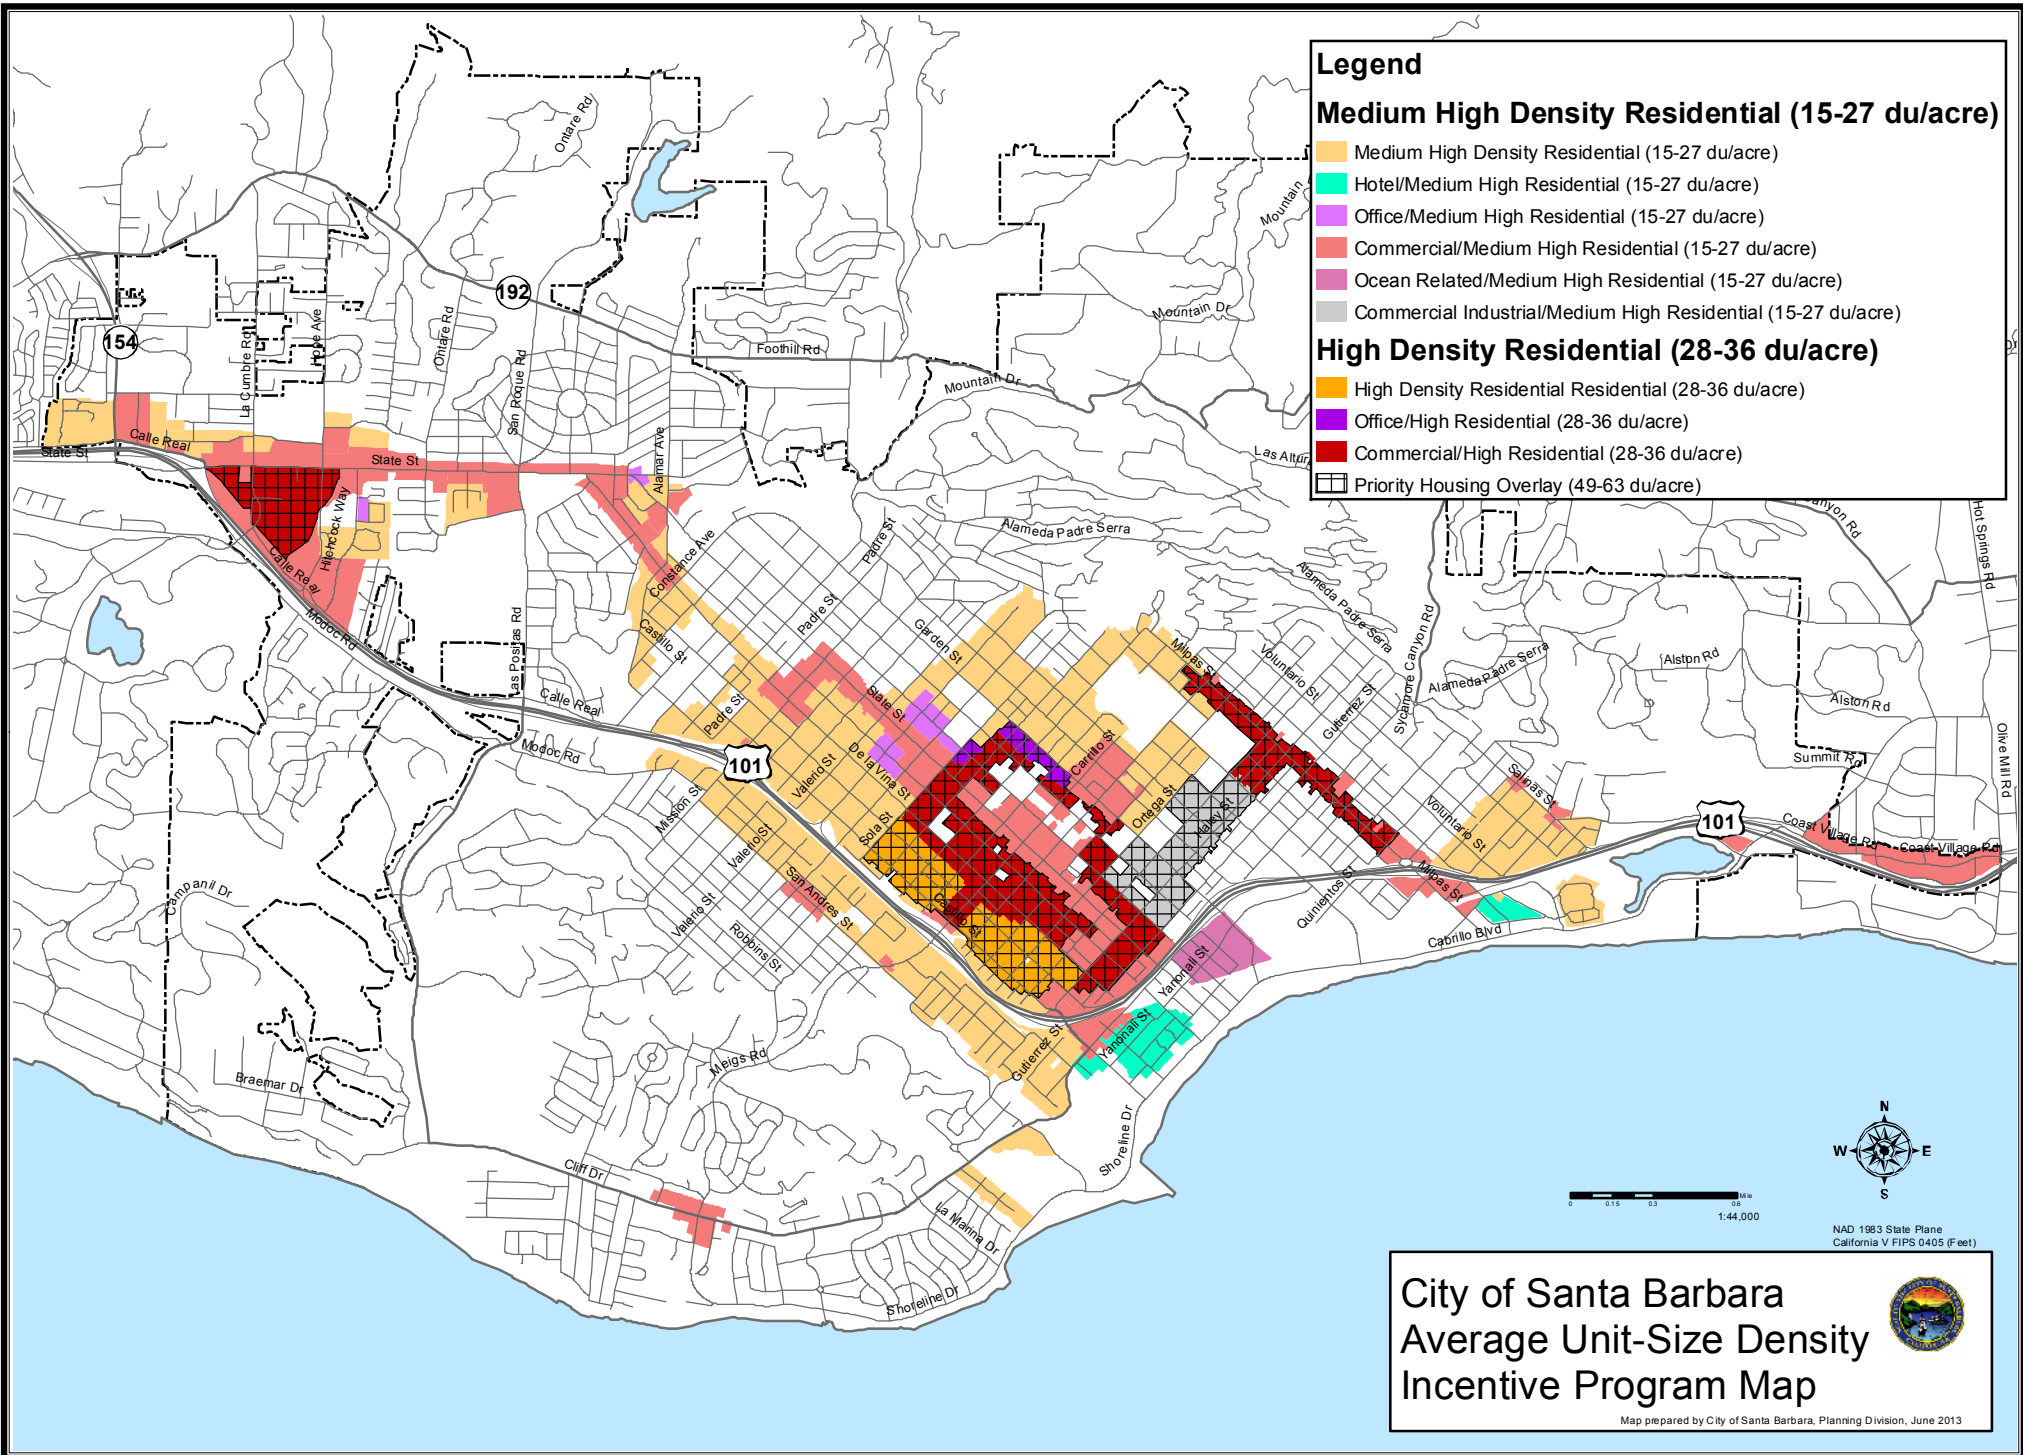 Legend
Medium High Density Residential (15-27 du/acre)
Medium High Density Residential (15-27 du/acre)
Hotel/Medium High Residential (15-27 du/acre)
Office/Medium High Residential (15-27 du/acre)
Commercial/Medium High Residential (15-27 du/acre)
Ocean Related/Medium High Residential (15-27 du/acre)
Commercial Industrial/Medium High Residential (15-27 du/acre)
High Density Residential (28-36 du/acre)
High Density Residential Residential (28-36 du/acre)
Office/High Residential (28-36 du/acre)
Commercial/High Residential (28-36 du/acre)
Priority Housing Overlay (49-63 du/acre)
Ontare Rd
Mountain
192
154
La Cumbre Rd
Hope Ave
Ontare Rd
San Roque Rd
Foothill Rd
Mountain Dr
Mountain Dr
Calle Real
State St
State St
Alamar Ave
Hitchcock Way
Calle Real
Modoc Rd
Las Positas Rd
Constance Ave
Castillo St
Padre St
Padre St
Padre St
Garden St
Alameda Padre Serra
Alameda Padre Serra
Sycamore Canyon Rd
Hot Springs Rd
Alston Rd
Alameda Padre Serra
Alston Rd
Olive Mill Rd
Summit Rd
Milpas St
Voluntario St
Gutierrez St
Calle Real
Modoc Rd
101
State St
De la Vina St
Valerio St
Carrillo St
Mission St
Sola St
Ortega St
Haley St
Salinas St
Voluntario St
101
Coast Village Rd
Coast Village Rd
Valerio St
San Andres St
Valerio St
Robbins St
Castillo St
Milpas St
Quinientos St
Cabrillo Blvd
Yanonali St
Yanonali St
Gutierrez St
Campanil Dr
Braemar Dr
Meigs Rd
Cliff Dr
La Marina Dr
Shoreline Dr
Shoreline Dr
N
W
E
S
Mile
0 0.15 0.3 0.6
1:44,000
NAD 1983 State Plane
California V FIPS 0405 (Feet)
City of Santa Barbara
Average Unit-Size Density
Incentive Program Map
Map prepared by City of Santa Barbara, Planning Division, June 2013